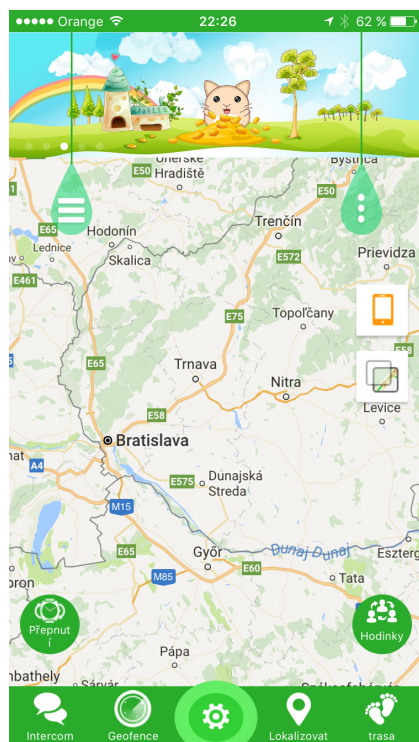 Orange 22:26 62 %
Uherské Hradiště
Bystrica
E50
E50
Trenčín
E65
Hodonín
Lednice
Skalica
E572
Prievidza
E461
E75
Topoľčany
E58
E65
Trnava
Nitra
Levice
E58
Bratislava
A4
E575
Dunajská
Streda
M15
E65
Győr
Dunaj-Dunaj
Eszterg
E60
M85
Tata
Přepnut
í
Hodinky
Pápa
Sárvár
Intercom
Geofence
Lokalizovat
trasa